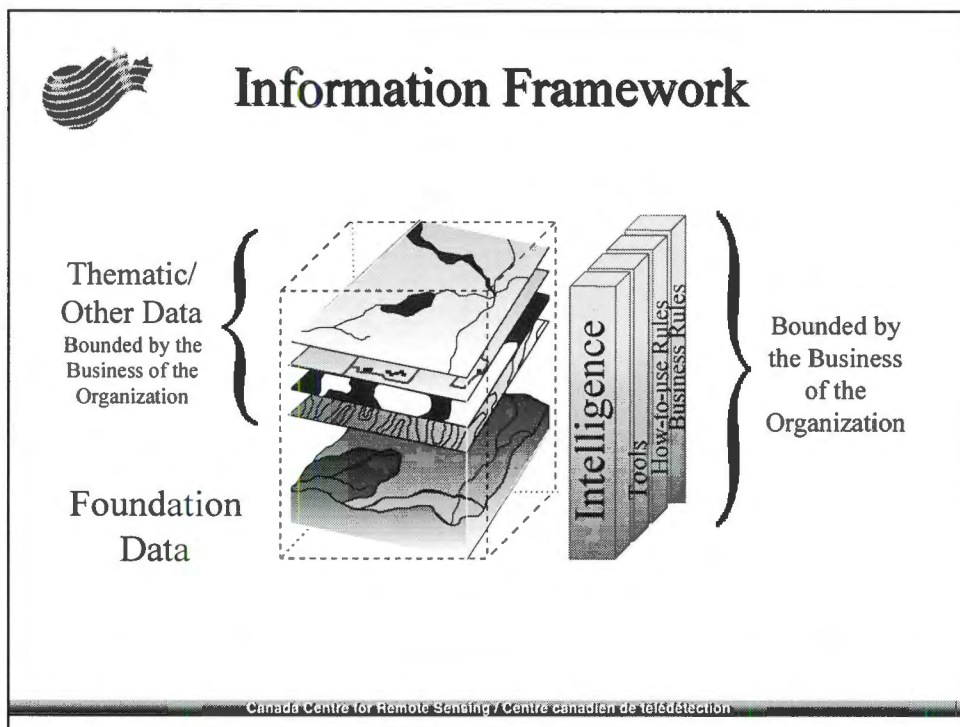 Information Framework
Thematic/
Other Data
Bounded by the
Business of the
Organization
Foundation
Data
Intelligence
Tools
How-to-use Rules
Business Rules
Bounded by
the Business
of the
Organization
Canada Centre for Remote Sensing / Centre canadien de télédétection